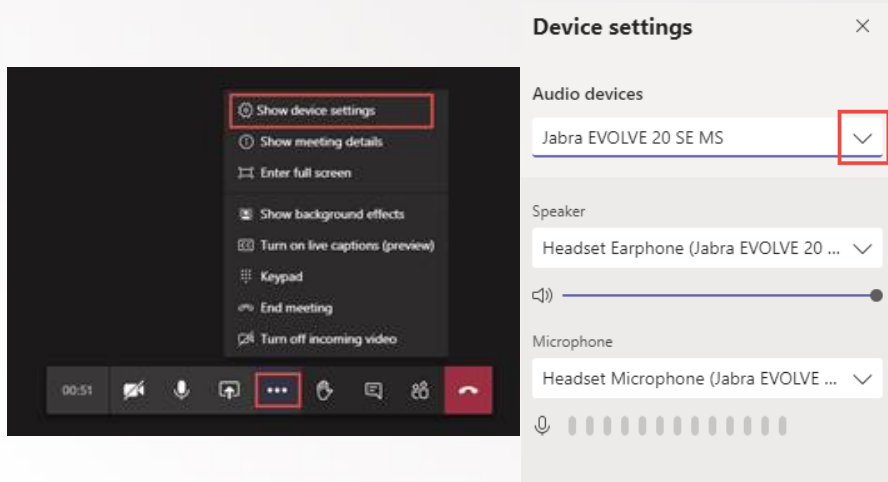 Show device settings
Show meeting details
Enter full screen
Show background effects
CC Turn on live captions (preview)
Keypad
End meeting
Turn off incoming video
00:51
Device settings
Audio devices
Jabra EVOLVE 20 SE MS
Speaker
Headset Earphone (Jabra EVOLVE 20 ...
Microphone
Headset Microphone (Jabra EVOLVE ...